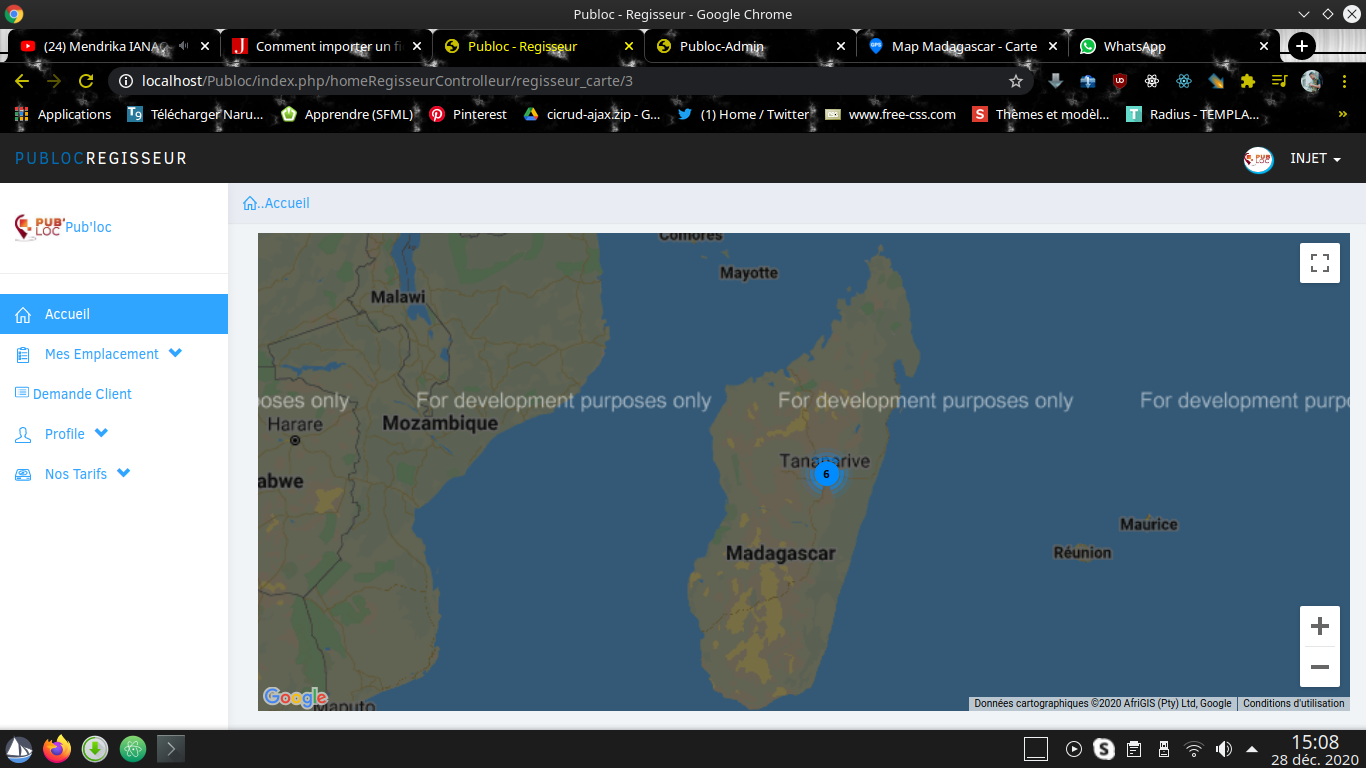 Publoc - Regisseur - Google Chrome
(24) Mendrika IANAO
Comment importer un fi
Publoc - Regisseur
Publoc-Admin
Map Madagascar - Carte
WhatsApp
localhost/Publoc/index.php/homeRegisseurControlleur/regisseur_carte/3
Applications
Télécharger Naru...
Apprendre (SFML)
Pinterest
cicrud-ajax.zip - G...
(1) Home / Twitter
www.free-css.com
Thèmes et modèl...
Radius - TEMPLA...
PUBLOCREGISSEUR
INJET
PUB' LOC
Pub'loc
..Accueil
Accueil
Mes Emplacement
Demande Client
Profile
Nos Tarifs
Comores
Mayotte
Malawi
poses only
For development purposes only
For development purposes only
For development purpo
Harare
Mozambique
abwe
Tananarive
6
Maurice
Réunion
Madagascar
Google
Maputo
Données cartographiques ©2020 AfriGIS (Pty) Ltd, Google
Conditions d'utilisation
15:08
28 déc. 2020